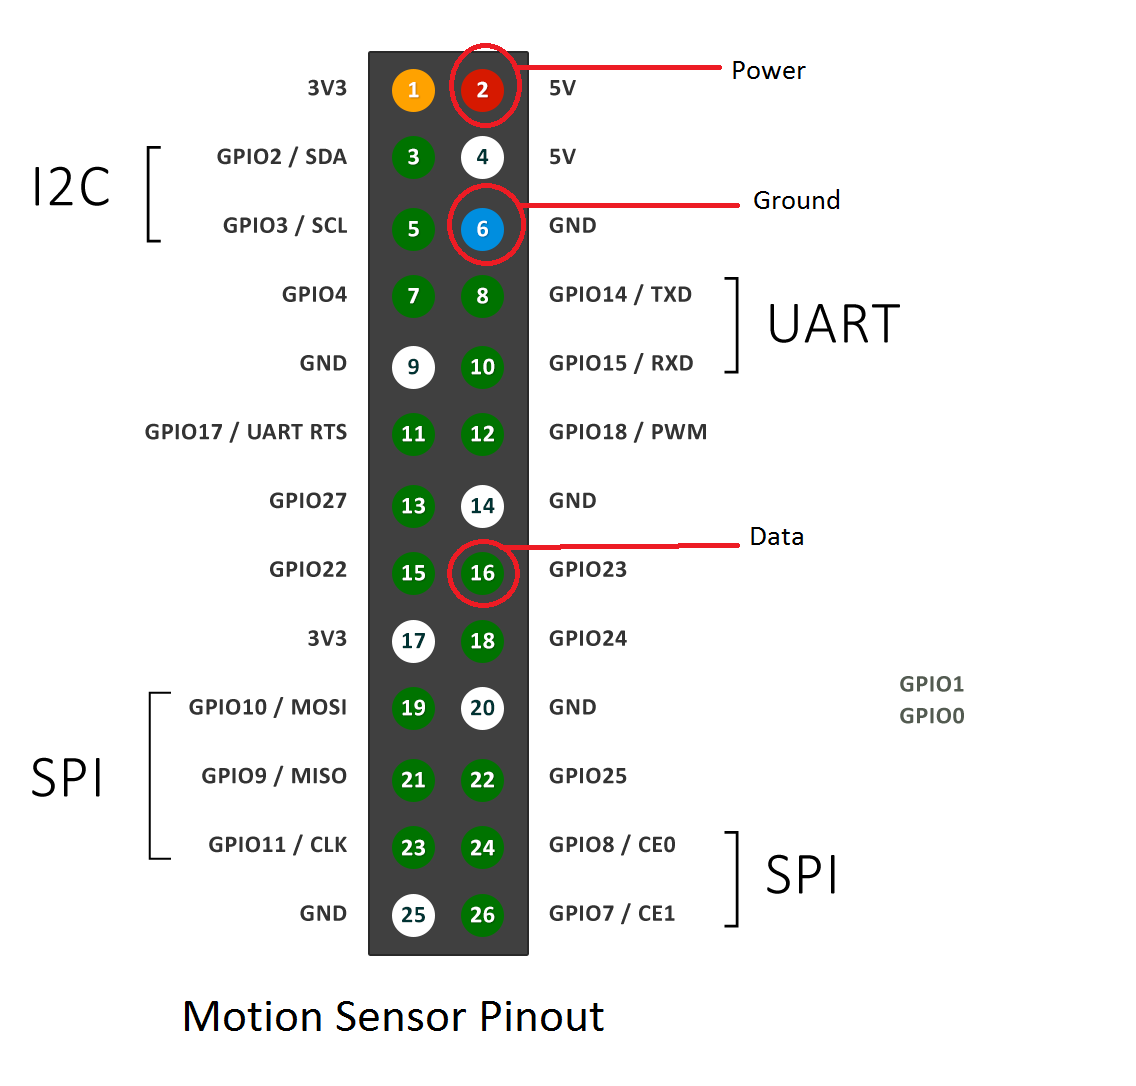 3V3 1 2 5V Power
GPIO2 / SDA 3 4 5V
I2C
GPIO3 / SCL 5 6 GND Ground
GPIO4 7 8 GPIO14 / TXD
UART
GND 9 10 GPIO15 / RXD
GPIO17 / UART RTS 11 12 GPIO18 / PWM
GPIO27 13 14 GND
Data
GPIO22 15 16 GPIO23
3V3 17 18 GPIO24
GPIO1
GPIO10 / MOSI 19 20 GND
GPIO0
SPI
GPIO9 / MISO 21 22 GPIO25
GPIO11 / CLK 23 24 GPIO8 / CE0
SPI
GND 25 26 GPIO7 / CE1
Motion Sensor Pinout